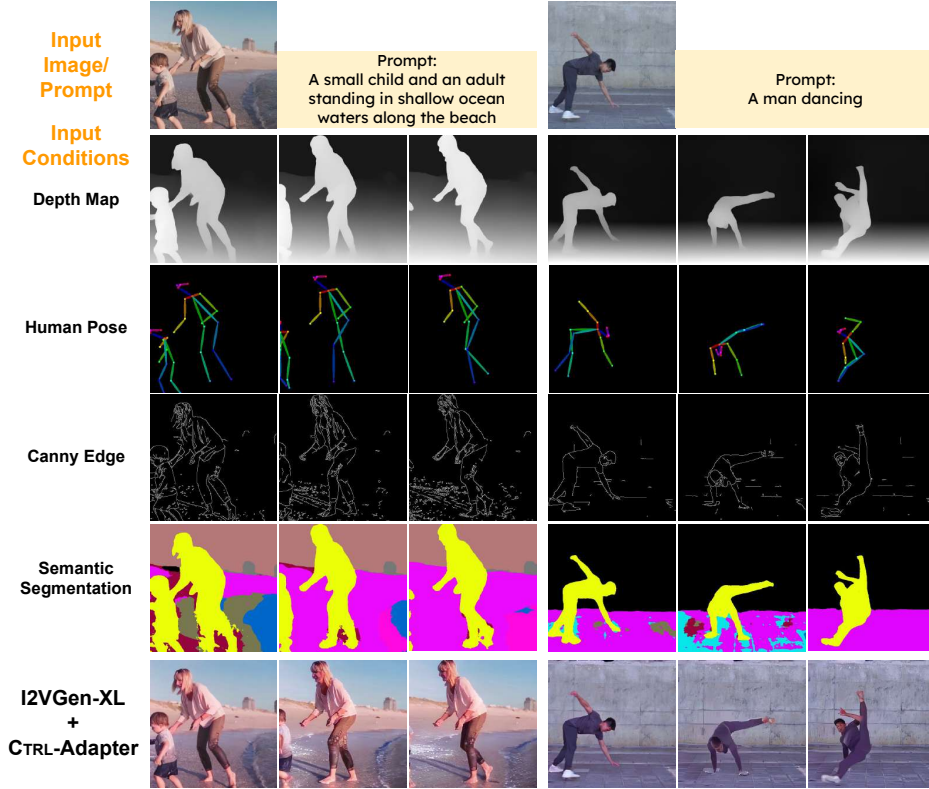 Input
Image/
Prompt
Prompt:
A small child and an adult
standing in shallow ocean
waters along the beach
Prompt:
A man dancing
Input
Conditions
Depth Map
Human Pose
Canny Edge
Semantic
Segmentation
I2VGen-XL
+
CTRL-Adapter